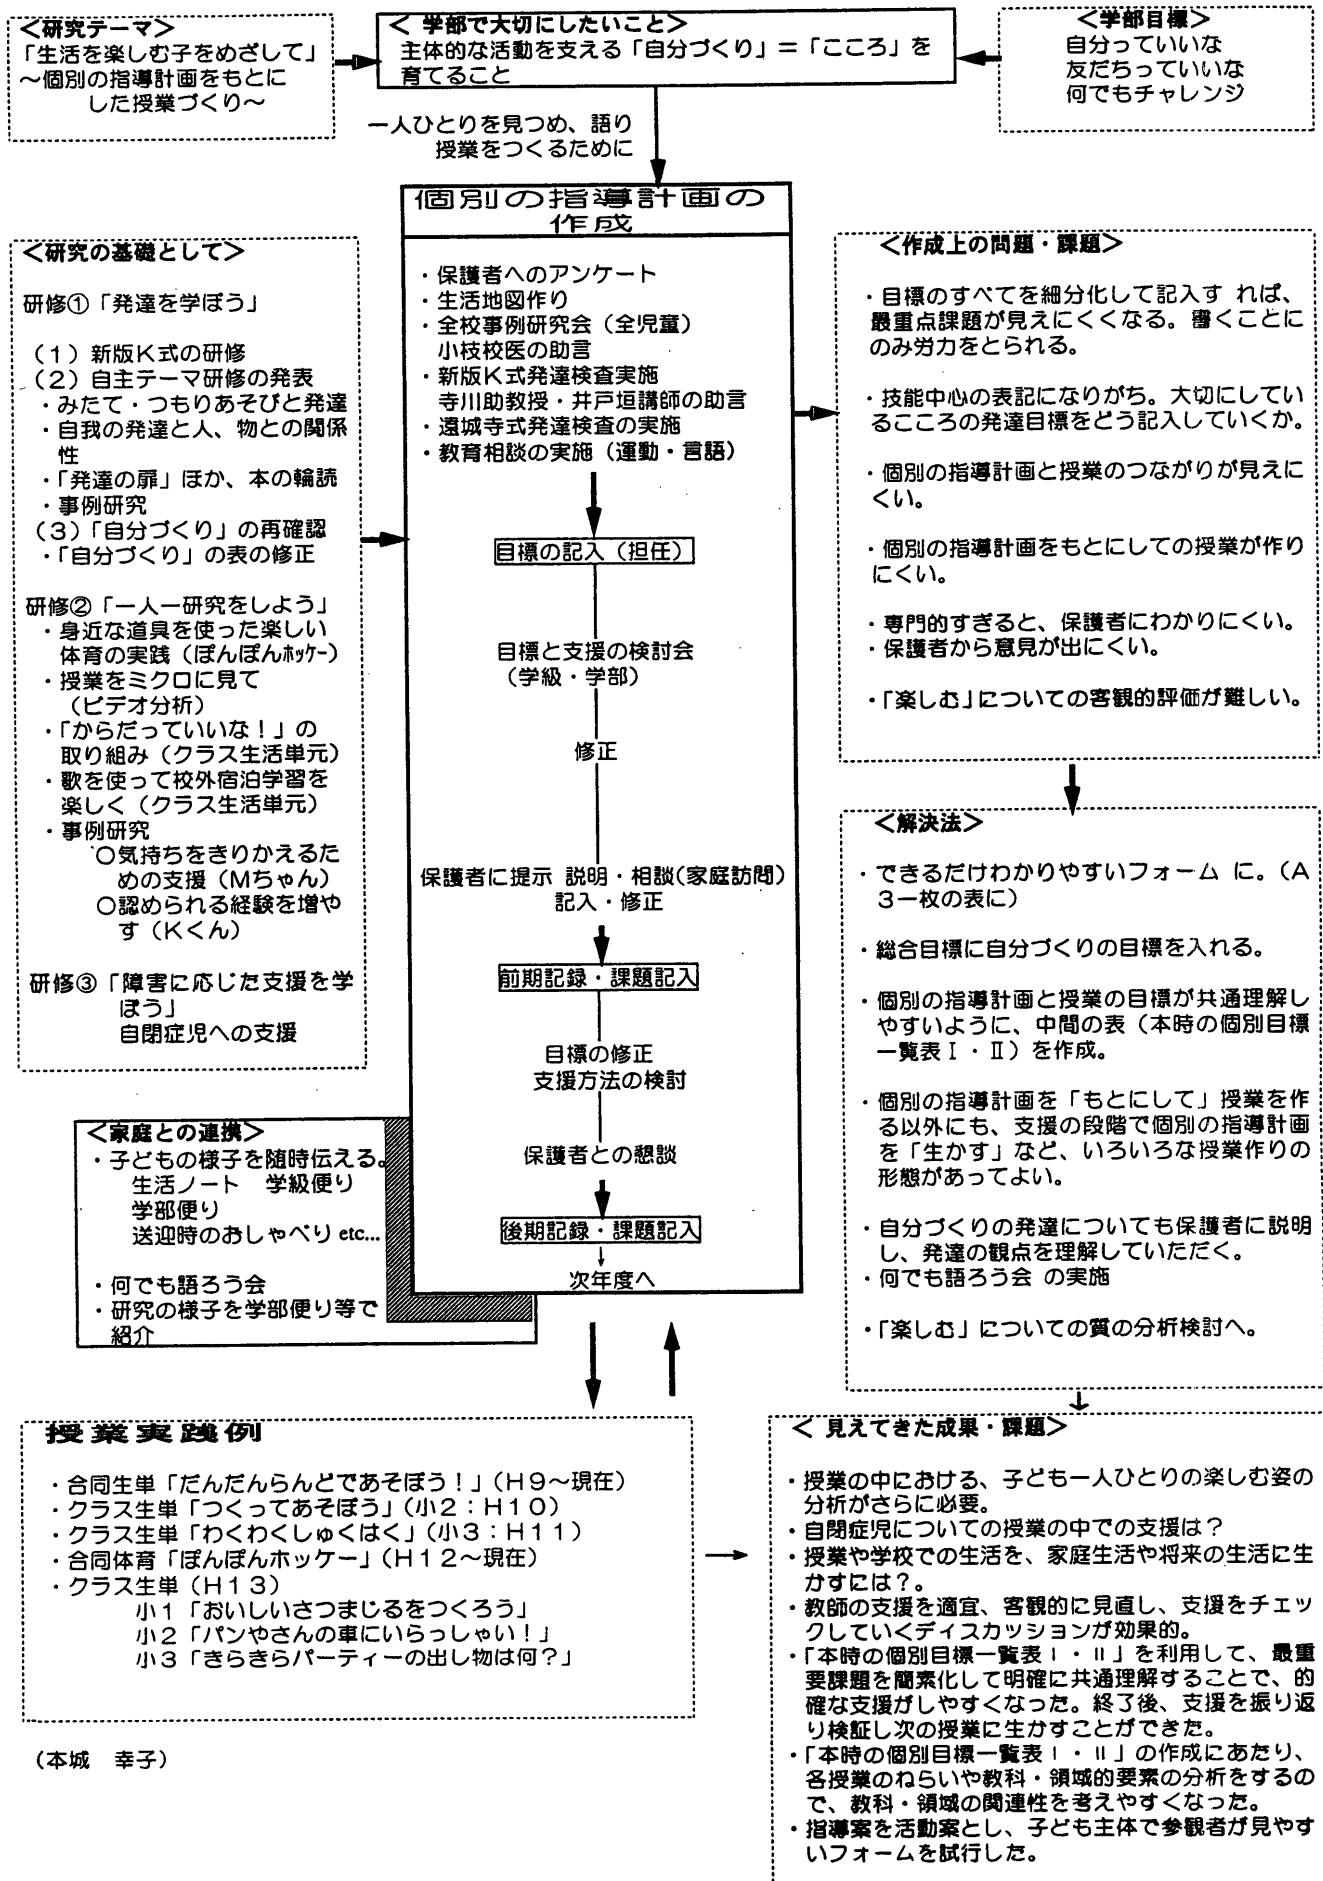 ＜研究テーマ＞
「生活を楽しむ子をめざして」
～個別の指導計画をもとに
した授業づくり～
＜ 学部で大切にしたいこと＞
主体的な活動を支える「自分づくり」＝「こころ」を
育てること
＜学部目標＞
自分っていいな
友だちっていいな
何でもチャレンジ
一人ひとりを見つめ、語り
授業をつくるために
＜研究の基礎として＞
研修①「発達を学ぼう」
（１）新版Ｋ式の研修
（２）自主テーマ研修の発表
・みたて・つもりあそびと発達
・自我の発達と人、物との関係
性
・「発達の扉」ほか、本の輪読
・事例研究
（３）「自分づくり」の再確認
・「自分づくり」の表の修正
研修②「一人一研究をしよう」
・身近な道具を使った楽しい
体育の実践（ぽんぽんﾎｯｹｰ）
・授業をミクロに見て
（ビデオ分析）
・「からだっていいな！」の
取り組み（クラス生活単元）
・歌を使って校外宿泊学習を
楽しく（クラス生活単元）
・事例研究
○気持ちをきりかえるた
めの支援（Ｍちゃん）
○認められる経験を増や
す（Ｋくん）
研修③「障害に応じた支援を学
ぼう」
自閉症児への支援
個別の指導計画の
作成
・保護者へのアンケート
・生活地図作り
・全校事例研究会（全児童）
小枝校医の助言
・新版Ｋ式発達検査実施
寺川助教授・井戸垣講師の助言
・遠城寺式発達検査の実施
・教育相談の実施（運動・言語）
目標の記入（担任）
目標と支援の検討会
（学級・学部）
修正
保護者に提示 説明・相談(家庭訪問)
記入・修正
前期記録・課題記入
目標の修正
支援方法の検討
保護者との懇談
後期記録・課題記入
次年度へ
＜作成上の問題・課題＞
・目標のすべてを細分化して記入す れば、
最重点課題が見えにくくなる。書くことに
のみ労力をとられる。
・技能中心の表記になりがち。大切にしてい
るこころの発達目標をどう記入していくか。
・個別の指導計画と授業のつながりが見えに
くい。
・個別の指導計画をもとにしての授業が作り
にくい。
・専門的すぎると、保護者にわかりにくい。
・保護者から意見が出にくい。
・「楽しむ」についての客観的評価が難しい。
＜解決法＞
・できるだけわかりやすいフォーム に。（Ａ
３一枚の表に）
・総合目標に自分づくりの目標を入れる。
・個別の指導計画と授業の目標が共通理解し
やすいように、中間の表（本時の個別目標
一覧表Ⅰ・Ⅱ）を作成。
・個別の指導計画を「もとにして」授業を作
る以外にも、支援の段階で個別の指導計画
を「生かす」など、いろいろな授業作りの
形態があってよい。
・自分づくりの発達についても保護者に説明
し、発達の観点を理解していただく。
・何でも語ろう会 の実施
・「楽しむ」についての質の分析検討へ。
＜家庭との連携＞
・子どもの様子を随時伝える。
生活ノート　学級便り
学部便り
送迎時のおしゃべり etc...
・何でも語ろう会
・研究の様子を学部便り等で
紹介
授業実践例
・合同生単「だんだんらんどであそぼう！」（Ｈ９～現在）
・クラス生単「つくってあそぼう」（小２：Ｈ１０）
・クラス生単「わくわくしゅくはく」（小３：Ｈ１１）
・合同体育「ぽんぽんホッケー」（Ｈ１２～現在）
・クラス生単（Ｈ１３）
小１「おいしいさつまじるをつくろう」
小２「パンやさんの車にいらっしゃい！」
小３「きらきらパーティーの出し物は何？」
（本城　幸子）
＜ 見えてきた成果・課題＞
・授業の中における、子ども一人ひとりの楽しむ姿の
分析がさらに必要。
・自閉症児についての授業の中での支援は？
・授業や学校での生活を、家庭生活や将来の生活に生
かすには？。
・教師の支援を適宜、客観的に見直し、支援をチェッ
クしていくディスカッションが効果的。
・「本時の個別目標一覧表Ⅰ・Ⅱ」を利用して、最重
要課題を簡素化して明確に共通理解することで、的
確な支援がしやすくなった。終了後、支援を振り返
り検証し次の授業に生かすことができた。
・「本時の個別目標一覧表Ⅰ・Ⅱ」の作成にあたり、
各授業のねらいや教科・領域的要素の分析をするの
で、教科・領域の関連性を考えやすくなった。
・指導案を活動案とし、子ども主体で参観者が見やす
いフォームを試行した。